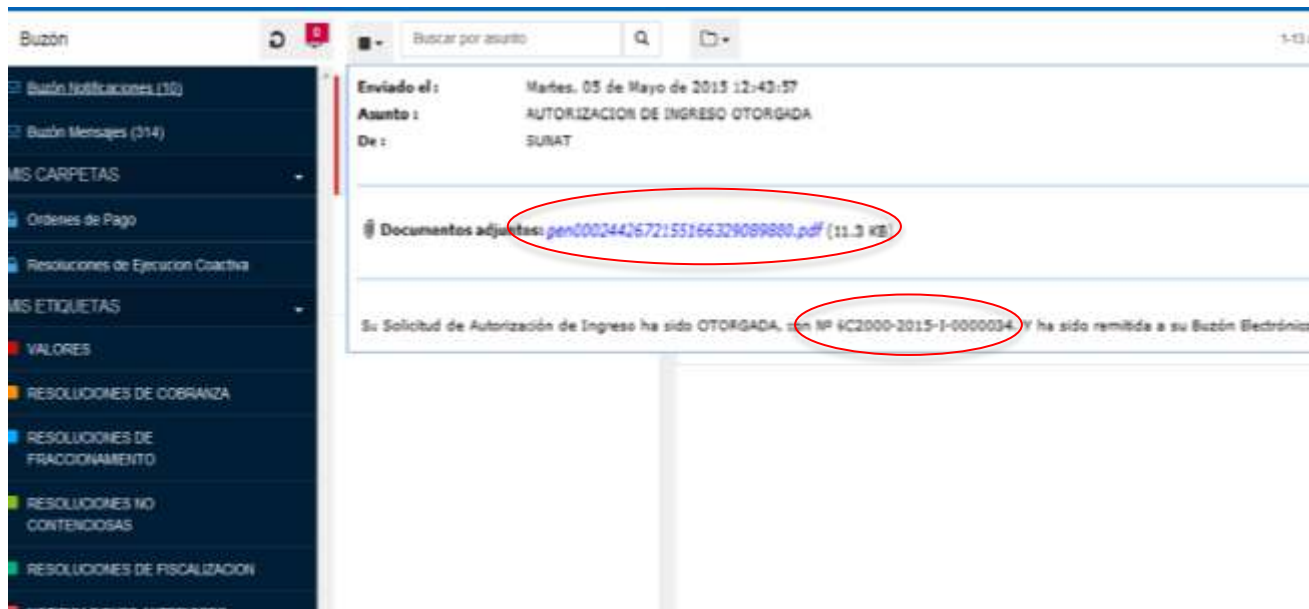 Buzón
0
Buscar por asunto
1-13
Buzón Notificaciones (10)
Buzón Mensajes (314)
MIS CARPETAS
Ordenes de Pago
Resoluciones de Ejecucion Coactiva
MIS ETIQUETAS
VALORES
RESOLUCIONES DE COBRANZA
RESOLUCIONES DE
FRACCIONAMIENTO
RESOLUCIONES NO
CONTENCIOSAS
RESOLUCIONES DE FISCALIZACION
Enviado el : Martes, 05 de Mayo de 2015 12:43:57
Asunto : AUTORIZACION DE INGRESO OTORGADA
De : SUNAT
Documentos adjuntos: (11.3 KB)
Su Solicitud de Autorización de Ingreso ha sido OTORGADA, con Nº 6C2000-2015-I-0000034. Y ha sido remitida a su Buzón Electrónico